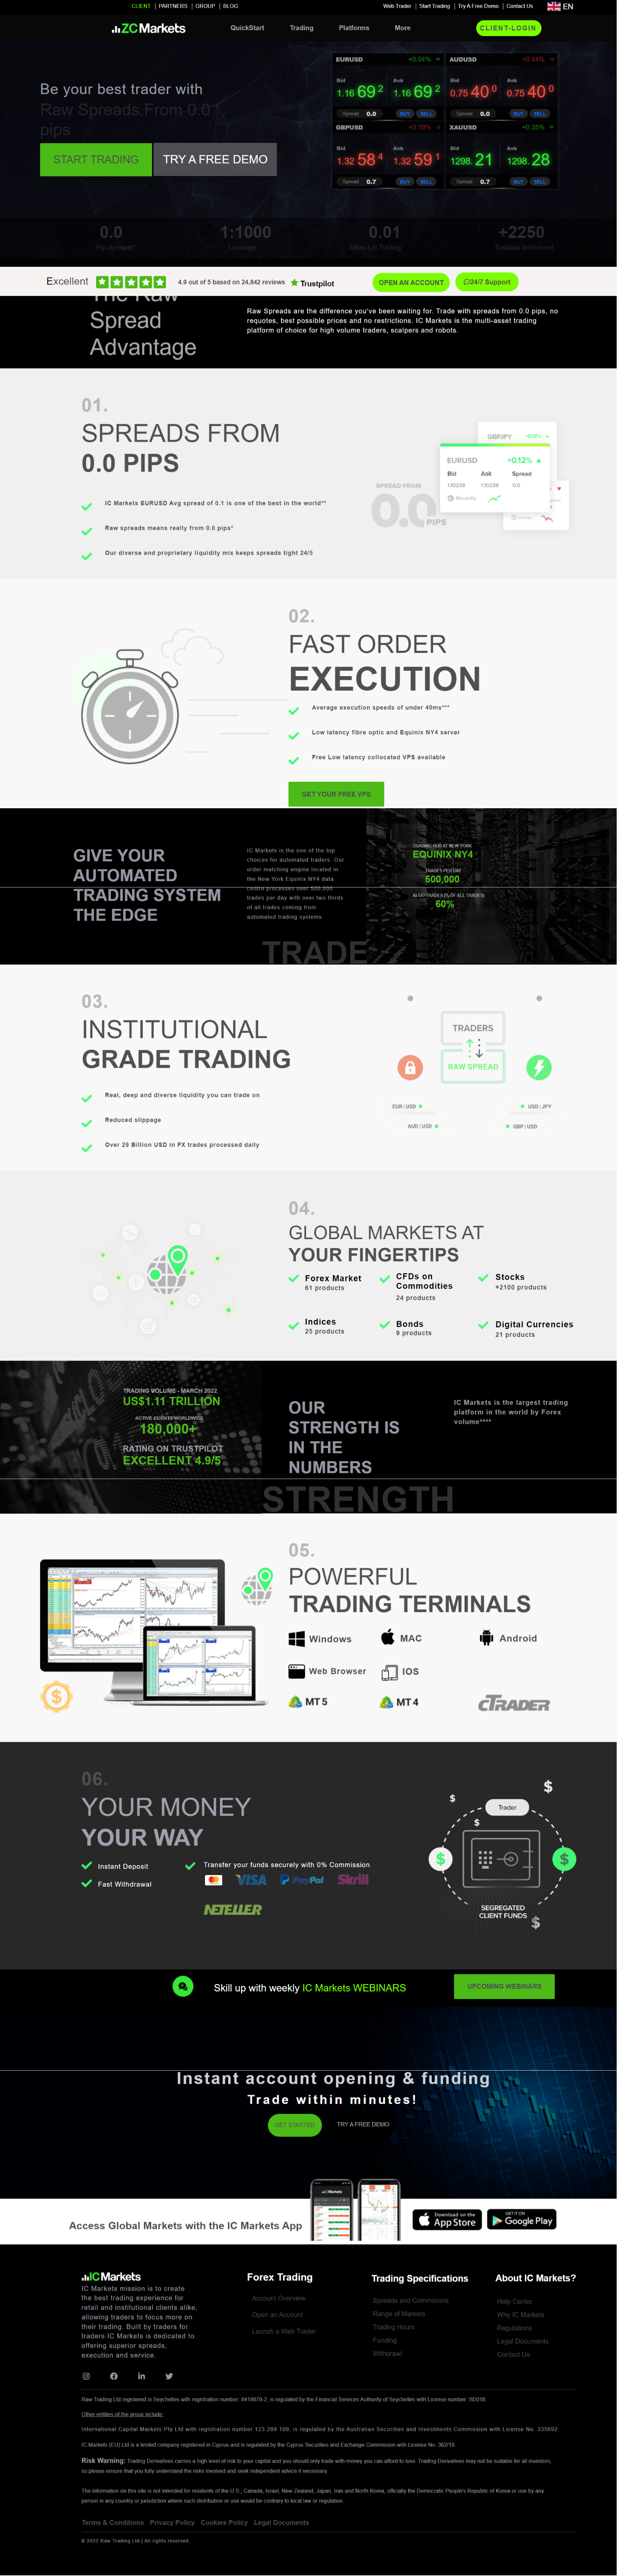 CLIENT | PARTNERS | GROUP | BLOG
Web Trader | Start Trading | Try A Free Demo | Contact Us
EN
ZCMarkets
QuickStart Trading Platforms More
CLIENT-LOGIN
Be your best trader with
Raw Spreads From 0.0
pips
START TRADING
TRY A FREE DEMO
EURUSD +0.04%
Bid Ask
1.16 69 2 1.16 69 2
Spread 0.0 BUY SELL
AUDUSD +0.44%
Bid Ask
0.75 40 0 0.75 40 0
Spread 0.0 BUY SELL
GBPUSD +0.19%
Bid Ask
1.32 58 4 1.32 59 1
Spread 0.7 BUY SELL
XAUUSD +0.35%
Bid Ask
1298. 21 1298. 28
Spread 0.7 BUY SELL
0.0
Pip-Spreads*
1:1000
Leverage
0.01
Micro Lot Trading
+2250
Tradable Instrument
Excellent
4.9 out of 5 based on 24,842 reviews
Trustpilot
OPEN AN ACCOUNT
24/7 Support
The Raw
Spread
Advantage
Raw Spreads are the difference you've been waiting for. Trade with spreads from 0.0 pips, no
requotes, best possible prices and no restrictions. IC Markets is the multi-asset trading
platform of choice for high volume traders, scalpers and robots.
01.
SPREADS FROM
0.0 PIPS
IC Markets EURUSD Avg spread of 0.1 is one of the best in the world**
Raw spreads means really from 0.0 pips*
Our diverse and proprietary liquidity mix keeps spreads tight 24/5
SPREAD FROM
0.0
PIPS
GBPJPY +0.12%
EURUSD +0.12%
Bid Ask Spread
1.10238 1.10238 0.0
Recently
02.
FAST ORDER
EXECUTION
Average execution speeds of under 40ms***
Low latency fibre optic and Equinix NY4 server
Free Low latency collocated VPS available
GET YOUR FREE VPS
GIVE YOUR
AUTOMATED
TRADING SYSTEM
THE EDGE
IC Markets is the one of the top
choices for automated traders. Our
order matching engine located in
the New York Equinix NY4 data
centre processes over 500,000
trades per day with over two thirds
of all trades coming from
automated trading systems.
TRADE
TRADING HUB AT NEW YORK
EQUINIX NY4
TRADES PER DAY
500,000
ALGO TRADES (% OF ALL TRADES)
60%
03.
INSTITUTIONAL
GRADE TRADING
Real, deep and diverse liquidity you can trade on
Reduced slippage
Over 29 Billion USD in FX trades processed daily
TRADERS
RAW SPREAD
EUR | USD
USD | JPY
AUD | USD
GBP | USD
04.
GLOBAL MARKETS AT
YOUR FINGERTIPS
Forex Market
61 products
CFDs on
Commodities
24 products
Stocks
+2100 products
Indices
25 products
Bonds
9 products
Digital Currencies
21 products
TRADING VOLUME - MARCH 2022
US$1.11 TRILLION
ACTIVE CLIENTS WORLDWIDE
180,000+
RATING ON TRUSTPILOT
EXCELLENT 4.9/5
OUR
STRENGTH IS
IN THE
NUMBERS
IC Markets is the largest trading
platform in the world by Forex
volume****
STRENGTH
05.
POWERFUL
TRADING TERMINALS
Windows
MAC
Android
Web Browser
IOS
MT5
MT4
cTRADER
06.
YOUR MONEY
YOUR WAY
Instant Deposit
Fast Withdrawal
Transfer your funds securely with 0% Commission
VISA
PayPal
Skrill
NETELLER
Trader
SEGREGATED
CLIENT FUNDS
Skill up with weekly IC Markets WEBINARS
UPCOMING WEBINARS
Instant account opening & funding
Trade within minutes!
GET STARTED
TRY A FREE DEMO
Access Global Markets with the IC Markets App
Download on the
App Store
GET IT ON
Google Play
ICMarkets
IC Markets mission is to create
the best trading experience for
retail and institutional clients alike,
allowing traders to focus more on
their trading. Built by traders for
traders IC Markets is dedicated to
offering superior spreads,
execution and service.
Forex Trading
Account Overview
Open an Account
Launch a Web Trader
Trading Specifications
Spreads and Commisions
Range of Markets
Trading Hours
Funding
Withdrawl
About IC Markets?
Help Center
Why IC Markets
Regulations
Legal Documents
Contact Us
Raw Trading Ltd registered in Seychelles with registration number: 8419879-2, is regulated by the Financial Services Authority of Seychelles with License number: SD018.
Other entities of the group include:
International Capital Markets Pty Ltd with registration number 123 289 109, is regulated by the Australian Securities and Investments Commission with License No. 335692.
IC Markets (EU) Ltd is a limited company registered in Cyprus and is regulated by the Cyprus Securities and Exchange Commission with License No. 362/18.
Risk Warning: Trading Derivatives carries a high level of risk to your capital and you should only trade with money you can afford to lose. Trading Derivatives may not be suitable for all investors,
so please ensure that you fully understand the risks involved and seek independent advice if necessary.
The information on this site is not intended for residents of the U.S., Canada, Israel, New Zealand, Japan, Iran and North Korea, officially the Democratic People's Republic of Korea or use by any
person in any country or jurisdiction where such distribution or use would be contrary to local law or regulation.
Terms & Conditions Privacy Policy Cookies Policy Legal Documents
© 2022 Raw Trading Ltd | All rights reserved.